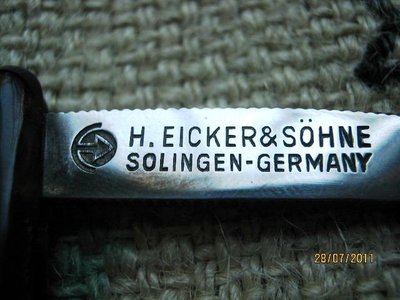 H. EICKER & SÖHNE
SOLINGEN-GERMANY
28/07/2011